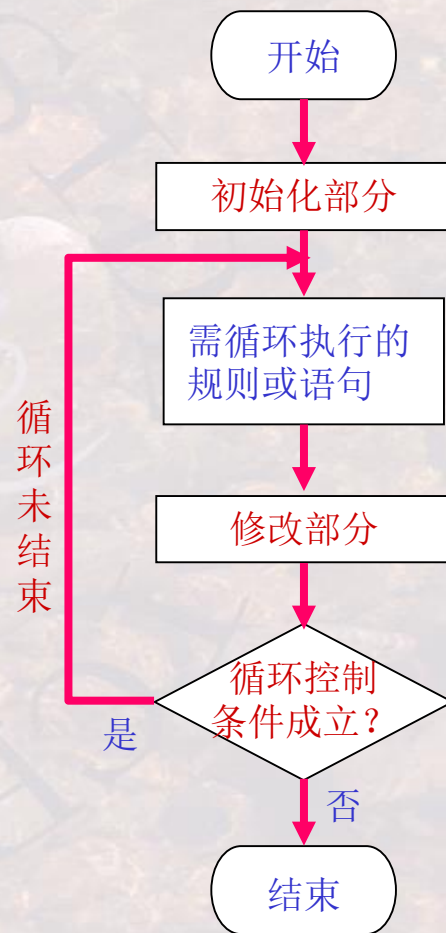 开始
初始化部分
需循环执行的
规则或语句
循
环
未
结
束
修改部分
循环控制
条件成立?
是
否
结束